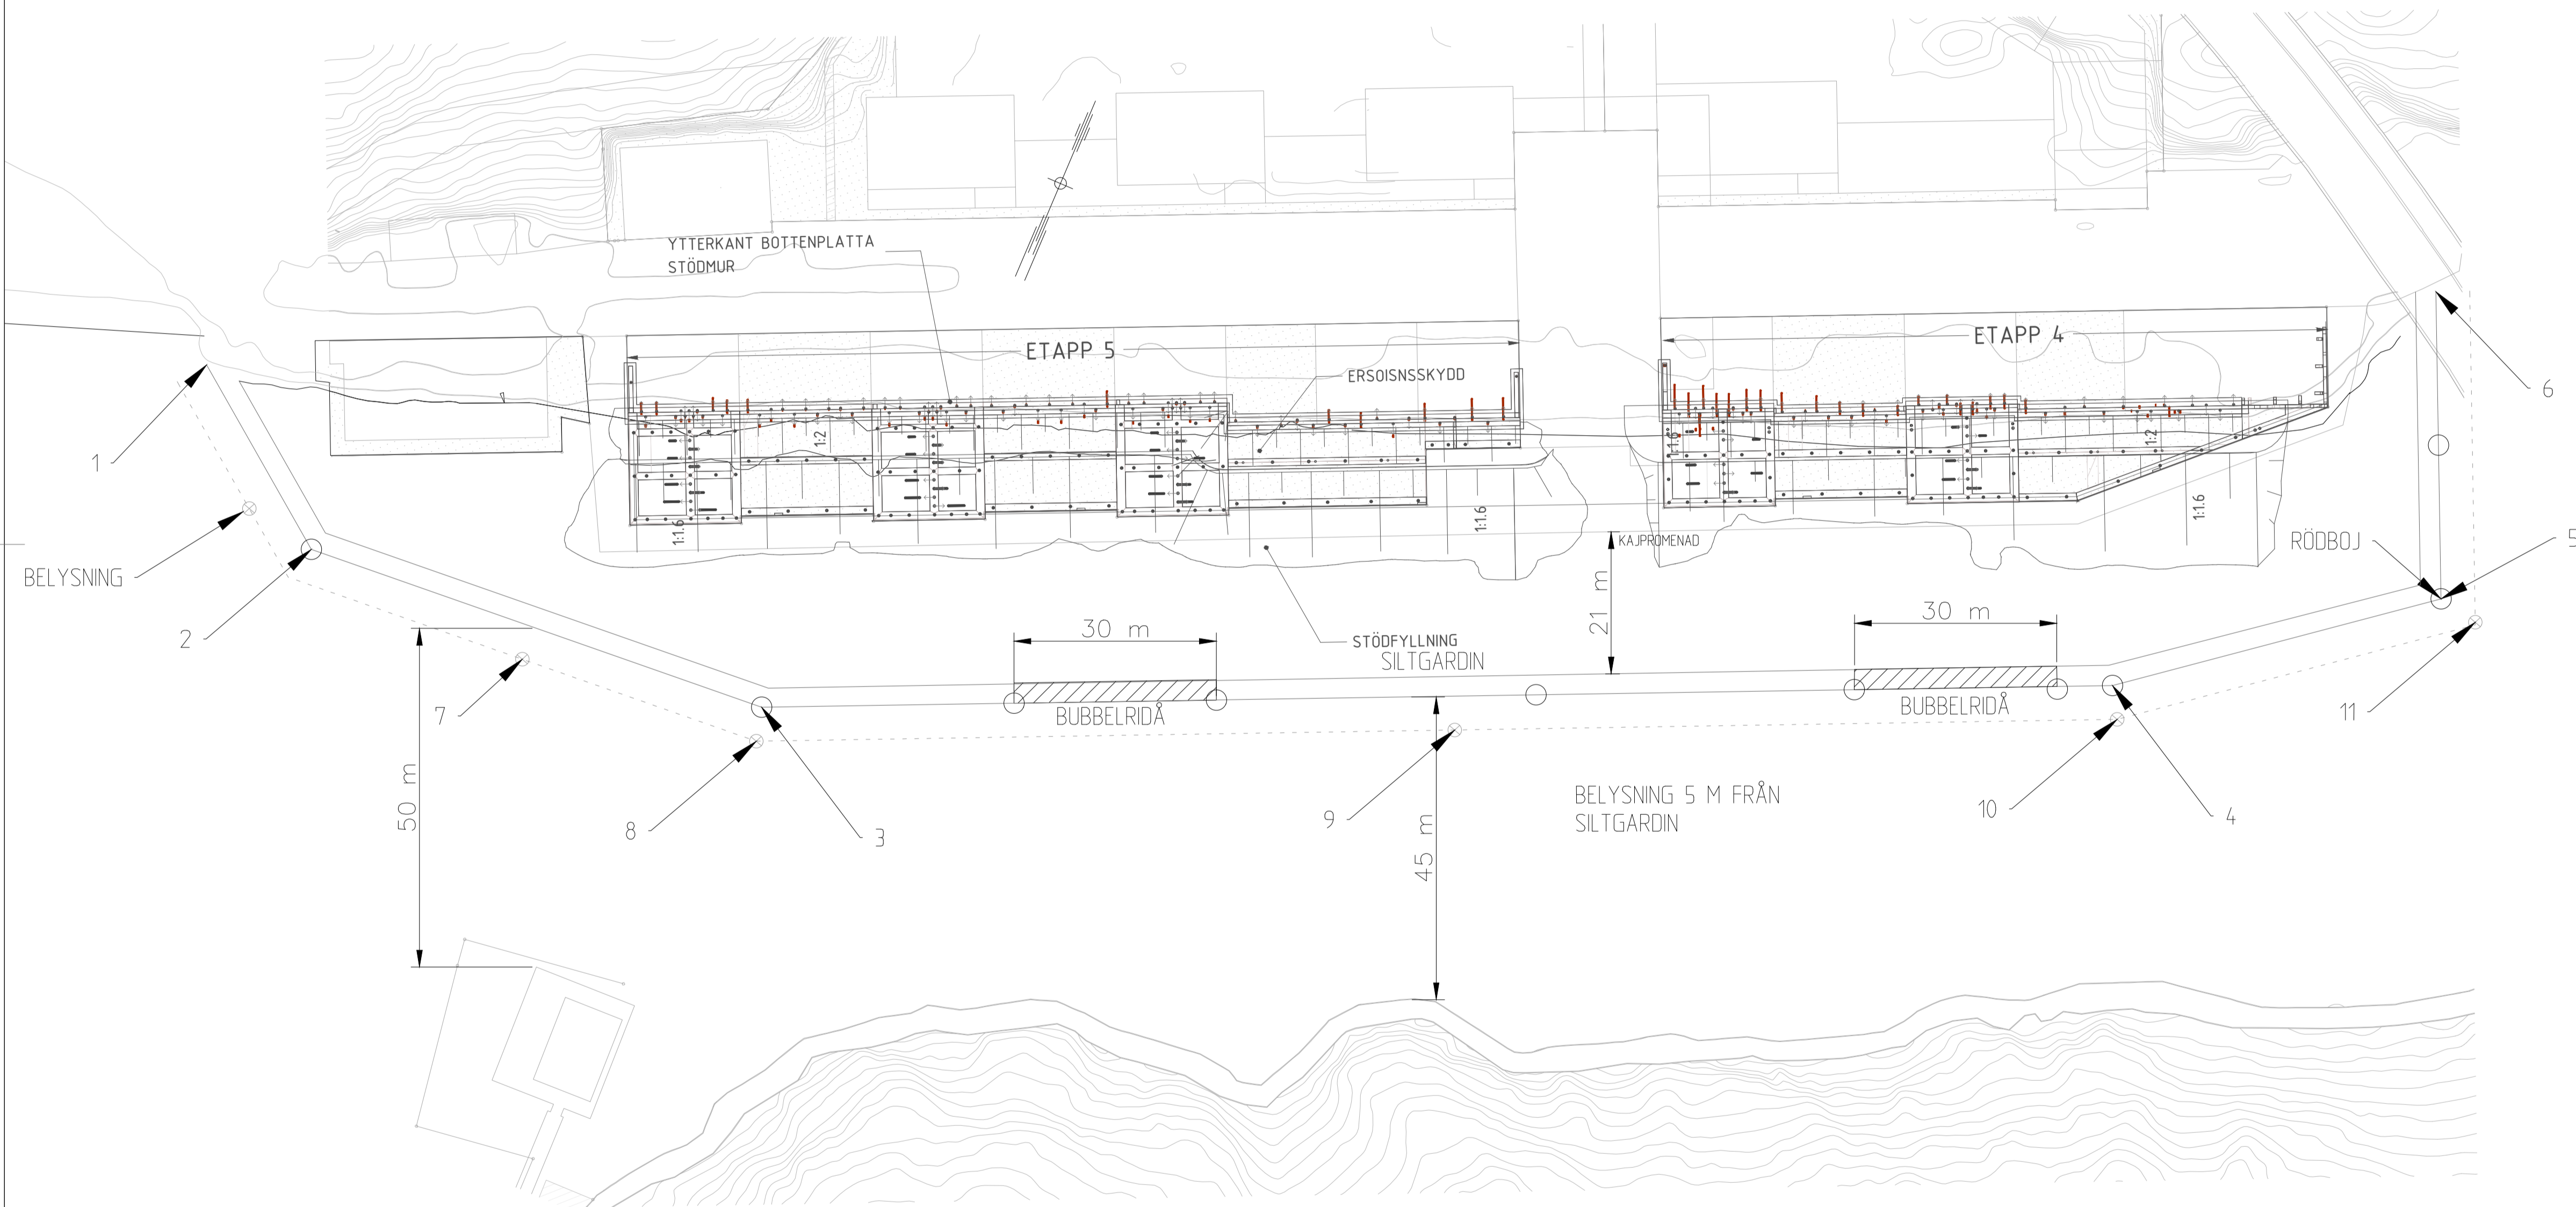 YTTERKANT BOTTENPLATTA
STÖDMUR
ETAPP 5
ETAPP 4
ERSOISNSSKYDD
6
1:2
1:1.6
1:2
1
1:1.6
1:1.6
1:1.6
KAJPROMENAD
RÖDBOJ
5
BELYSNING
2
21 m
30 m
30 m
STÖDFYLLNING
SILTGARDIN
7
BUBBELRIDÅ
BUBBELRIDÅ
11
50 m
8
3
9
45 m
BELYSNING 5 M FRÅN
SILTGARDIN
10
4